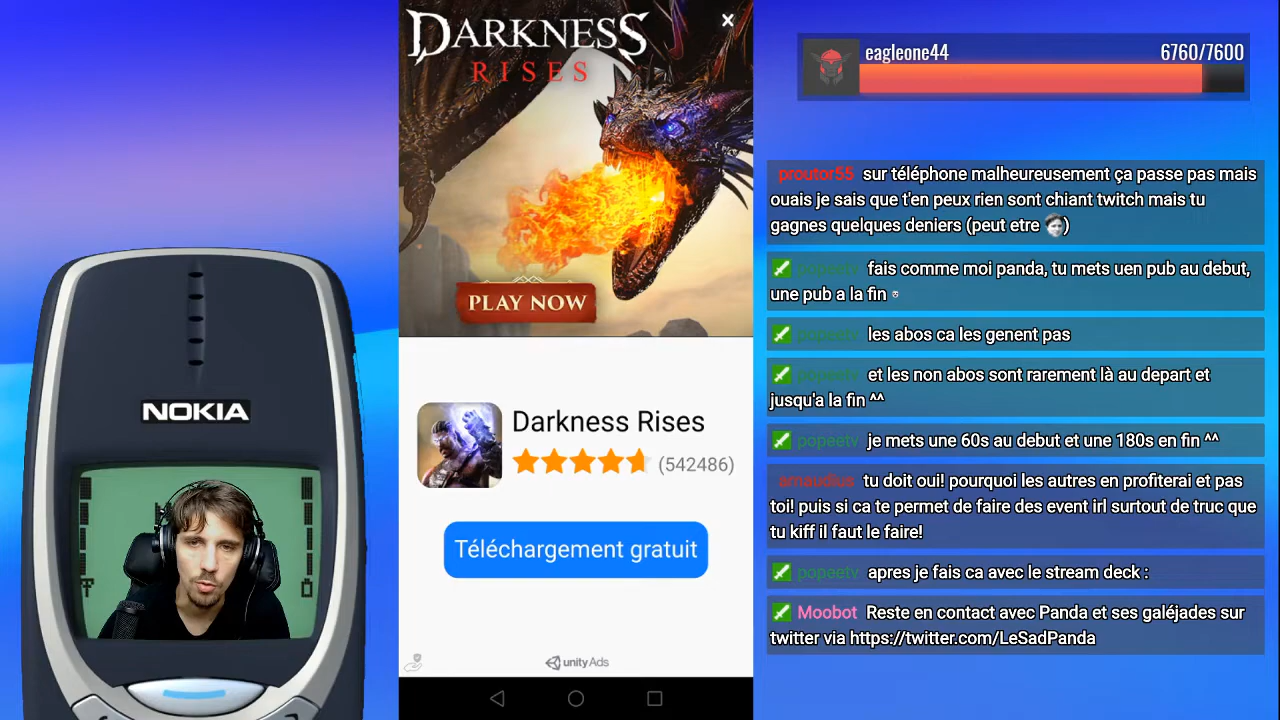 DARKNESS
RISES
x
PLAY NOW
Darkness Rises
(542486)
Téléchargement gratuit
unityAds
NOKIA
eagleone44 6760/7600
proutor55 sur téléphone malheureusement ça passe pas mais
ouais je sais que t'en peux rien sont chiant twitch mais tu
gagnes quelques deniers (peut etre )
popeetv fais comme moi panda, tu mets uen pub au debut,
une pub a la fin
popeetv les abos ca les genent pas
popeetv et les non abos sont rarement là au depart et
jusqu'a la fin ^^
popeetv je mets une 60s au debut et une 180s en fin ^^
arnaudius tu doit oui! pourquoi les autres en profiterai et pas
toi! puis si ca te permet de faire des event irl surtout de truc que
tu kiff il faut le faire!
popeetv apres je fais ca avec le stream deck :
Moobot Reste en contact avec Panda et ses galéjades sur
twitter via https://twitter.com/LeSadPanda